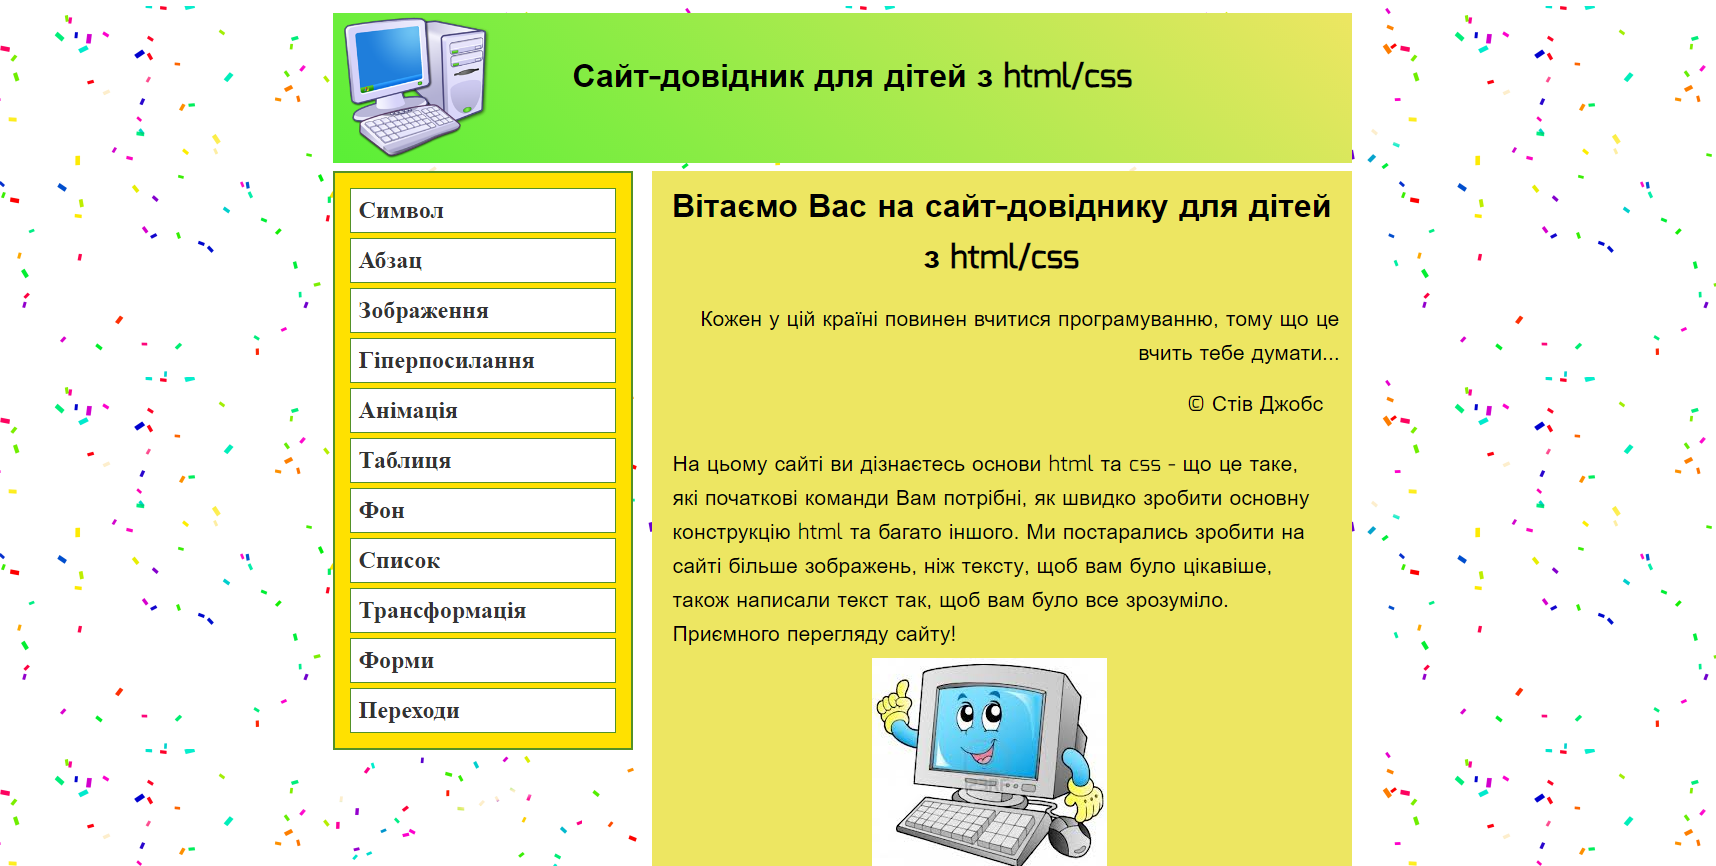 Сайт-довідник для дітей з html/css
Символ
Абзац
Зображення
Гіперпосилання
Анімація
Таблиця
Фон
Список
Трансформація
Форми
Переходи
Вітаємо Вас на сайт-довіднику для дітей
з html/css
Кожен у цій країні повинен вчитися програмуванню, тому що це
вчить тебе думати...
© Стів Джобс
На цьому сайті ви дізнаєтесь основи html та css - що це таке,
які початкові команди Вам потрібні, як швидко зробити основну
конструкцію html та багато іншого. Ми постарались зробити на
сайті більше зображень, ніж тексту, щоб вам було цікавіше,
також написали текст так, щоб вам було все зрозуміло.
Приємного перегляду сайту!